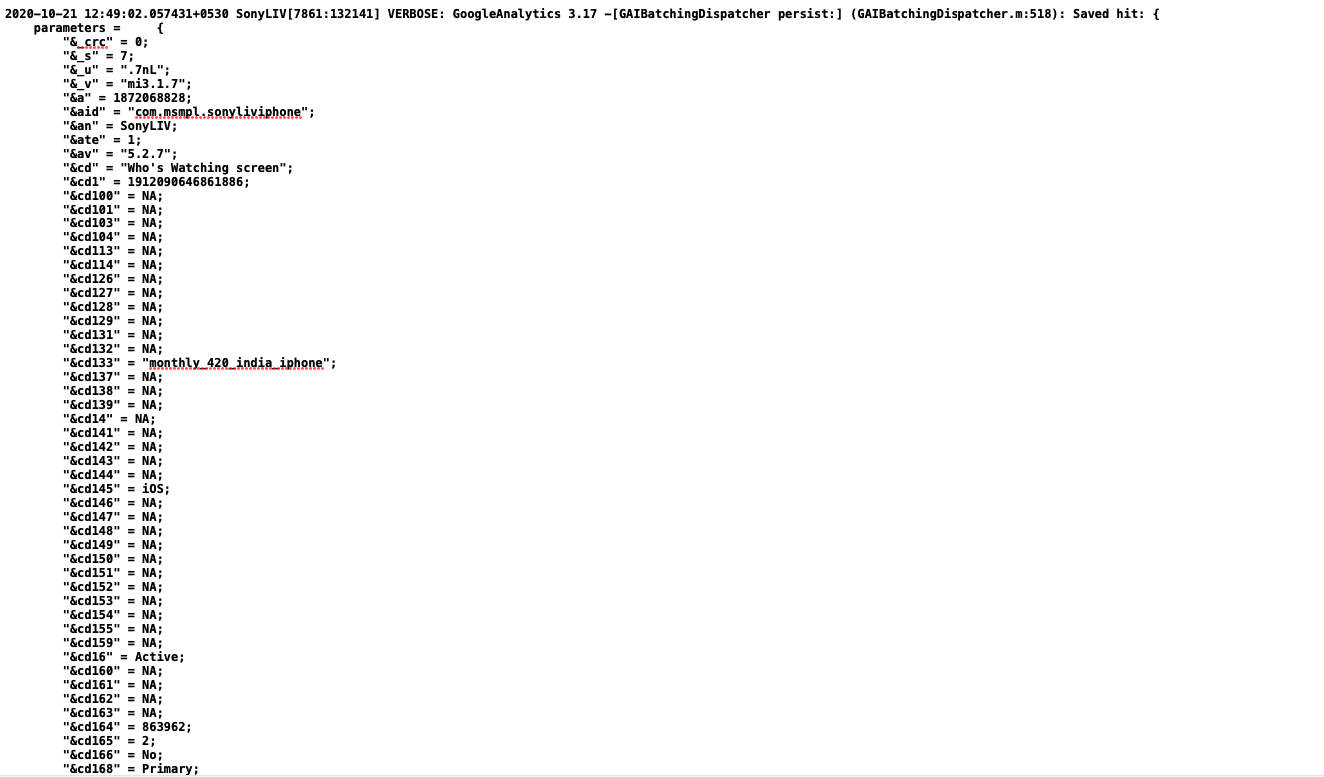 2020-10-21 12:49:02.057431+0530 SonyLIV[7861:132141] VERBOSE: GoogleAnalytics 3.17 -[GAIBatchingDispatcher persist:] (GAIBatchingDispatcher.m:518): Saved hit: {
parameters = {
"&_crc" = 0;
"&_s" = 7;
"&_u" = ".7nL";
"&_v" = "mi3.1.7";
"&a" = 1872068828;
"&aid" = "com.msmpl.sonyliviphone";
"&an" = SonyLIV;
"&ate" = 1;
"&av" = "5.2.7";
"&cd" = "Who's Watching screen";
"&cd1" = 1912090646861886;
"&cd100" = NA;
"&cd101" = NA;
"&cd103" = NA;
"&cd104" = NA;
"&cd113" = NA;
"&cd114" = NA;
"&cd126" = NA;
"&cd127" = NA;
"&cd128" = NA;
"&cd129" = NA;
"&cd131" = NA;
"&cd132" = NA;
"&cd133" = "monthly_420_india_iphone";
"&cd137" = NA;
"&cd138" = NA;
"&cd139" = NA;
"&cd14" = NA;
"&cd141" = NA;
"&cd142" = NA;
"&cd143" = NA;
"&cd144" = NA;
"&cd145" = iOS;
"&cd146" = NA;
"&cd147" = NA;
"&cd148" = NA;
"&cd149" = NA;
"&cd150" = NA;
"&cd151" = NA;
"&cd152" = NA;
"&cd153" = NA;
"&cd154" = NA;
"&cd155" = NA;
"&cd159" = NA;
"&cd16" = Active;
"&cd160" = NA;
"&cd161" = NA;
"&cd162" = NA;
"&cd163" = NA;
"&cd164" = 863962;
"&cd165" = 2;
"&cd166" = No;
"&cd168" = Primary;